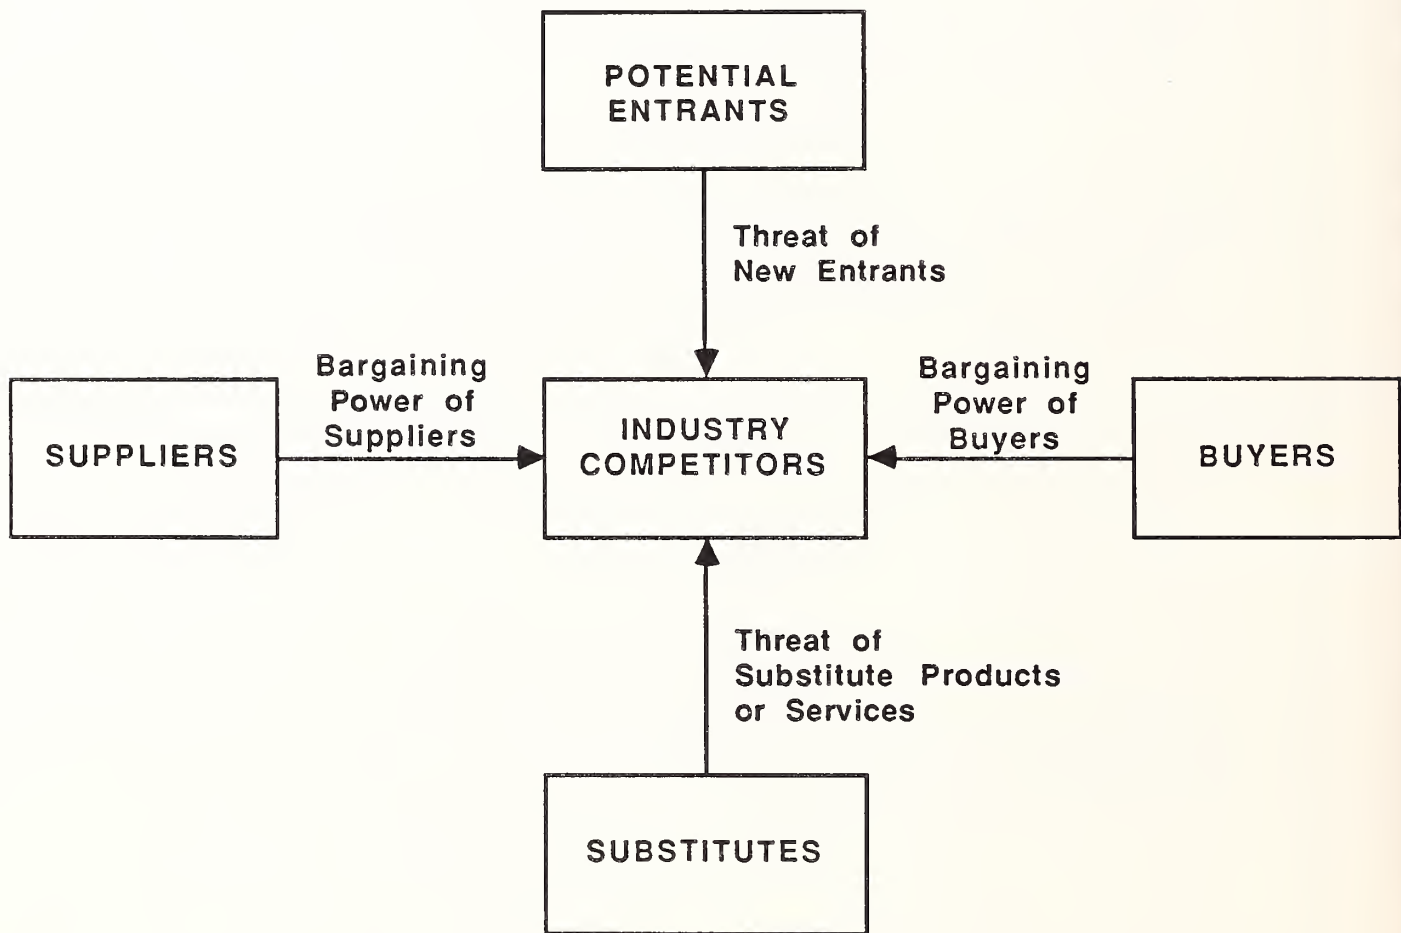 POTENTIAL
ENTRANTS
Threat of
New Entrants
Bargaining
Power of
Suppliers
SUPPLIERS
INDUSTRY
COMPETITORS
Bargaining
Power of
Buyers
BUYERS
Threat of
Substitute Products
or Services
SUBSTITUTES